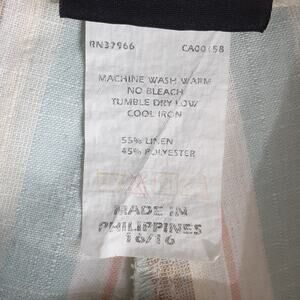 RN37966 CA00158
MACHINE WASH WARM
NO BLEACH
TUMBLE DRY LOW
COOL IRON
55% LINEN
45% POLYESTER
MADE IN
PHILIPPINES
16/16